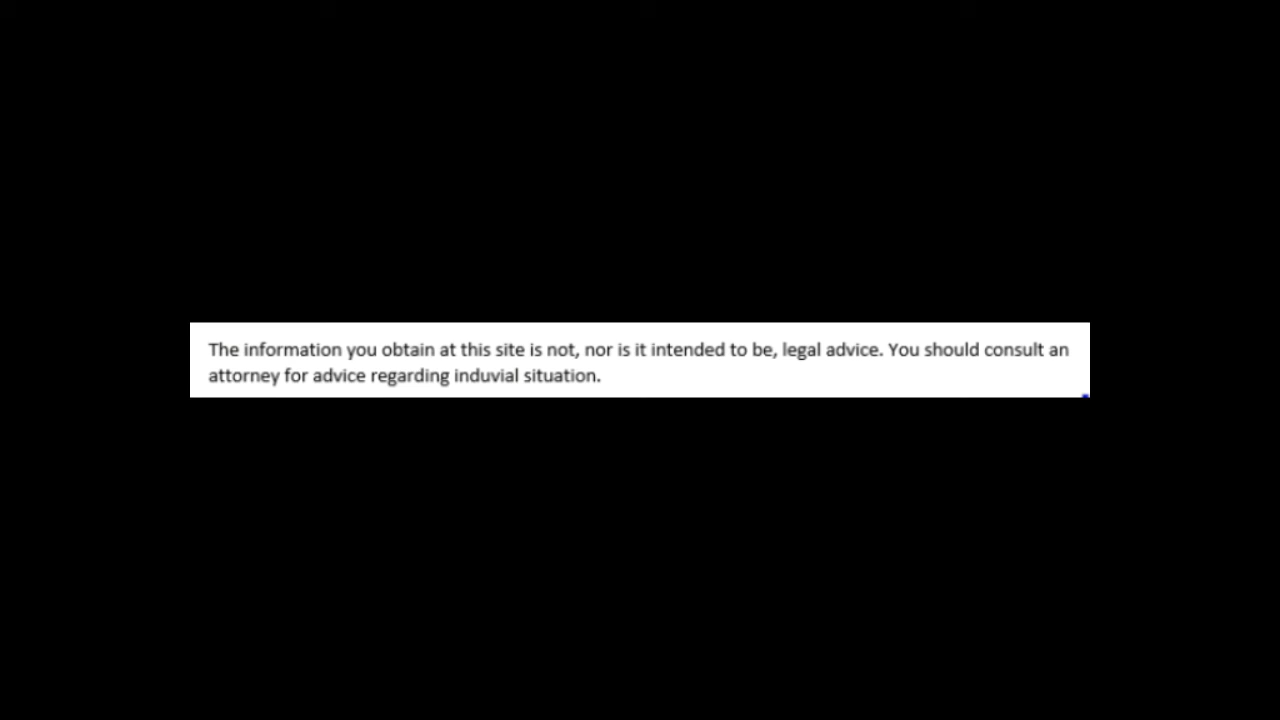 The information you obtain at this site is not, nor is it intended to be, legal advice. You should consult an
attorney for advice regarding induvial situation.